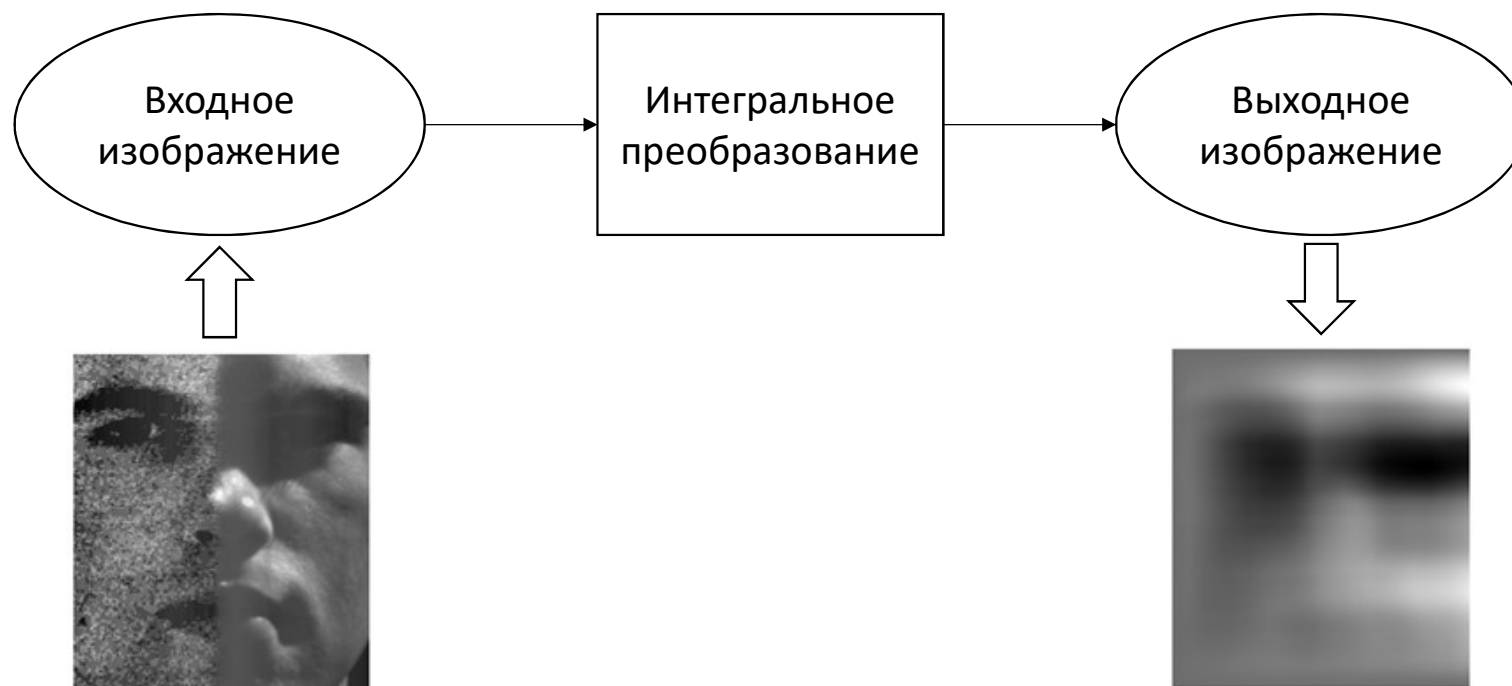 Входное
изображение
Интегральное
преобразование
Выходное
изображение